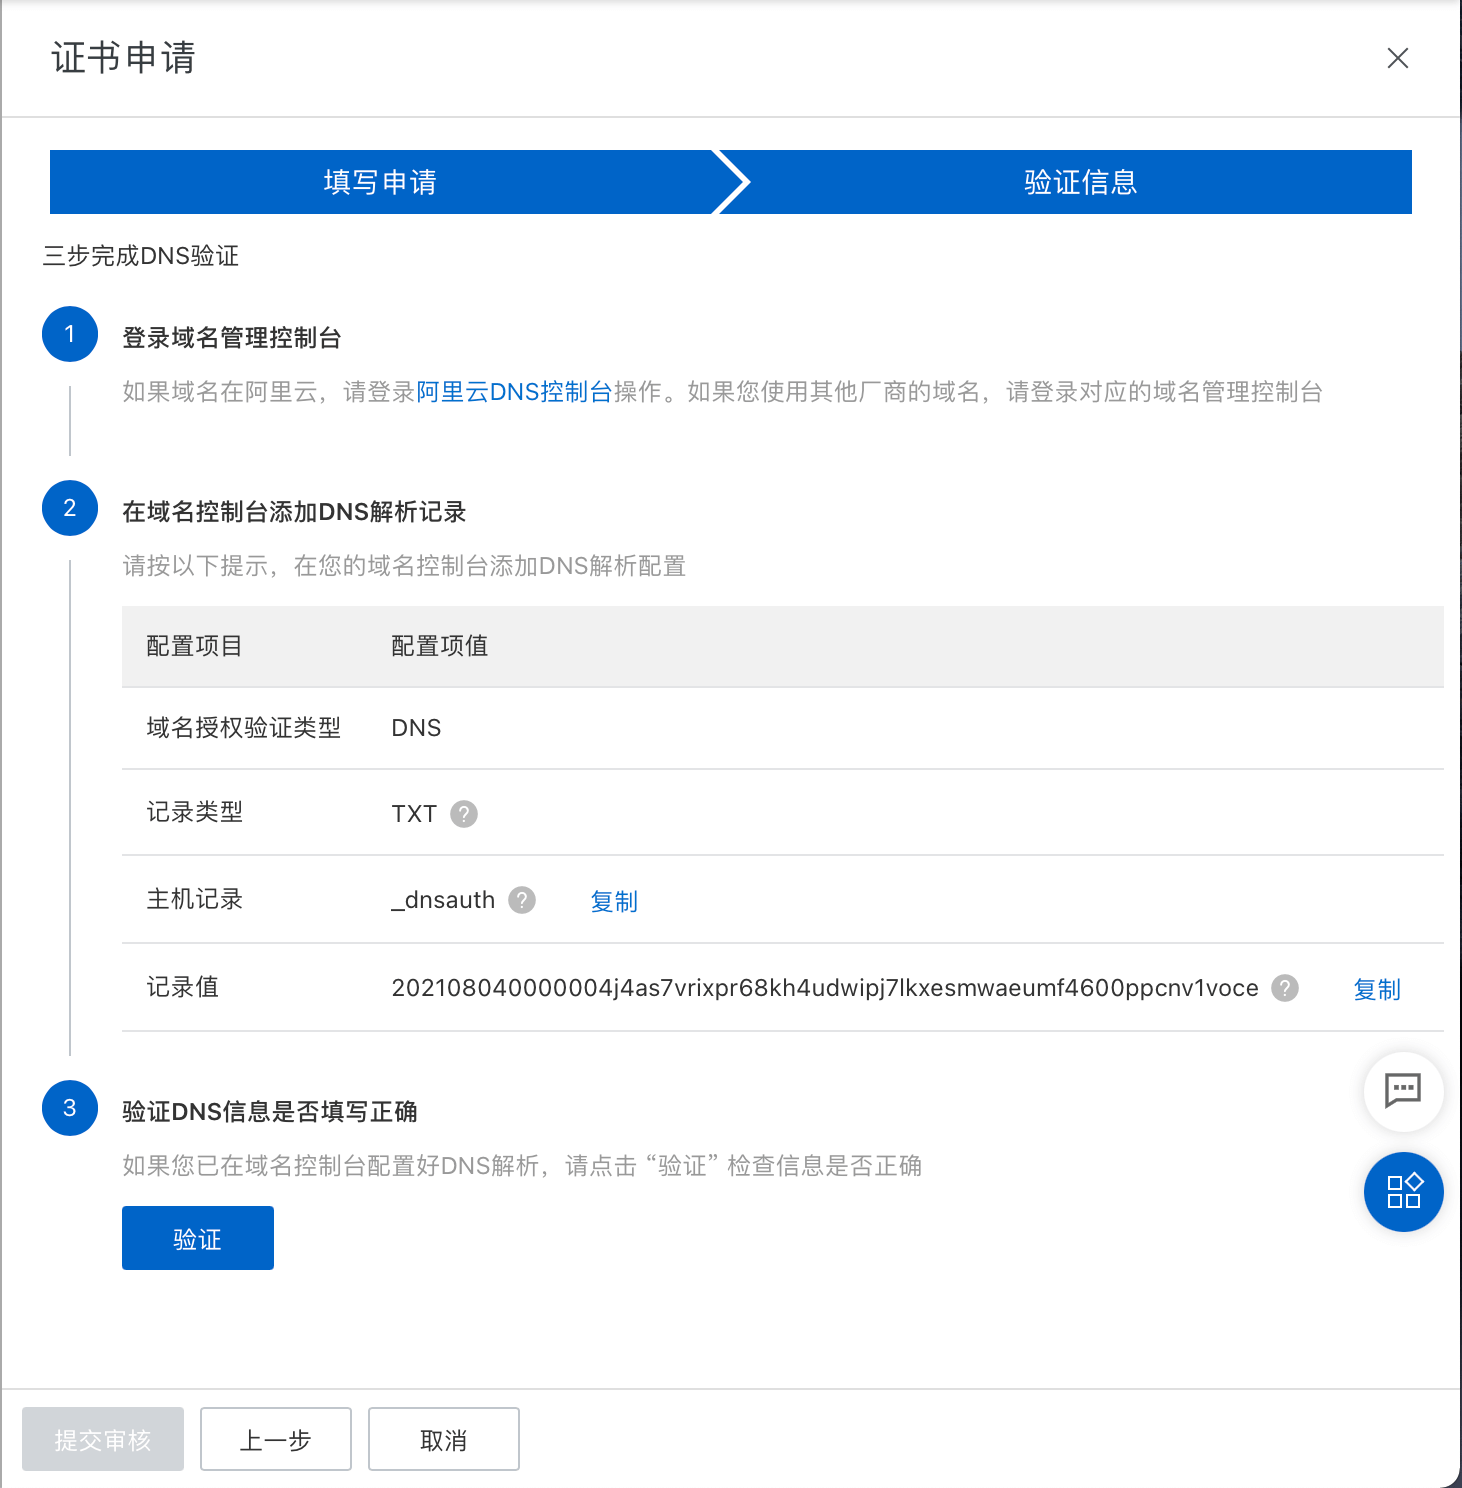 证书申请
填写申请
验证信息
三步完成DNS验证
1
登录域名管理控制台
如果域名在阿里云，请登录阿里云DNS控制台操作。如果您使用其他厂商的域名，请登录对应的域名管理控制台
2
在域名控制台添加DNS解析记录
请按以下提示，在您的域名控制台添加DNS解析配置
配置项目 配置项值
域名授权验证类型 DNS
记录类型 TXT ?
主机记录 _dnsauth ? 复制
记录值 202108040000004j4as7vrixpr68kh4udwipj7lkxesmwaeumf4600ppcnv1voce ? 复制
3
验证DNS信息是否填写正确
如果您已在域名控制台配置好DNS解析，请点击 “验证” 检查信息是否正确
验证
提交审核 上一步 取消